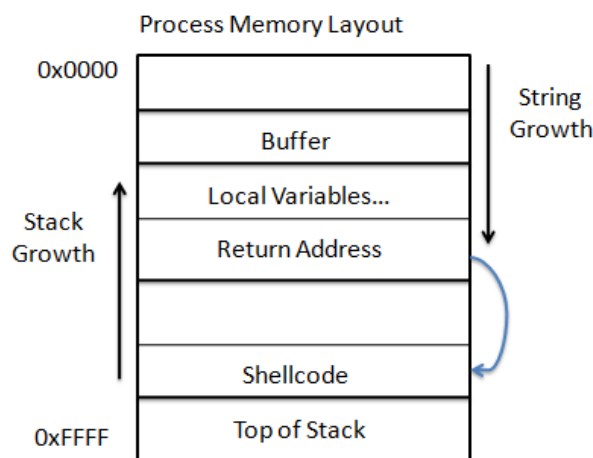 Process Memory Layout
0x0000
String
Growth
Buffer
Local Variables...
Stack
Growth
Return Address
Shellcode
Top of Stack
0xFFFF